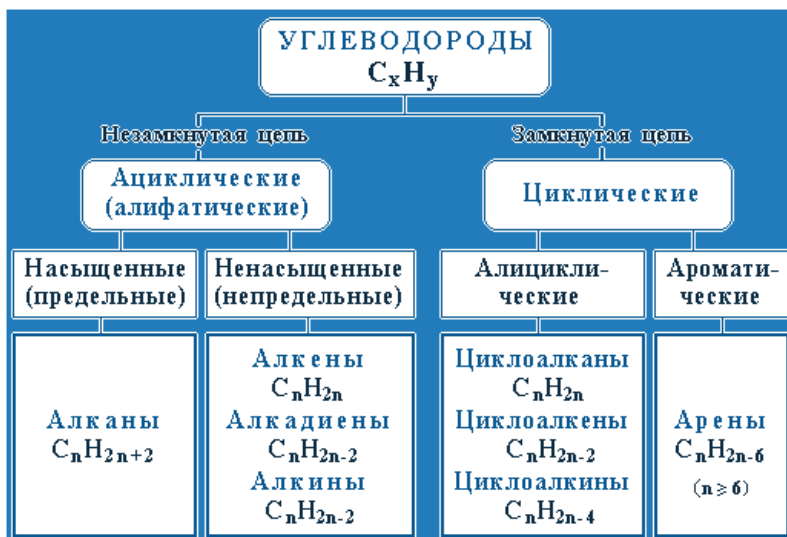 УГЛЕВОДОРОДЫ
CxHy
Незамкнутая цепь
Замкнутая цепь
Ациклические
(алифатические)
Циклические
Насыщенные
(предельные)
Ненасыщенные
(непредельные)
Алицикли-
ческие
Аромати-
ческие
Алканы
CnH2n+2
Алкены
CnH2n
Алкадиены
CnH2n-2
Алкины
CnH2n-2
Циклоалканы
CnH2n
Циклоалкены
CnH2n-2
Циклоалкины
CnH2n-4
Арены
CnH2n-6
(n≥6)